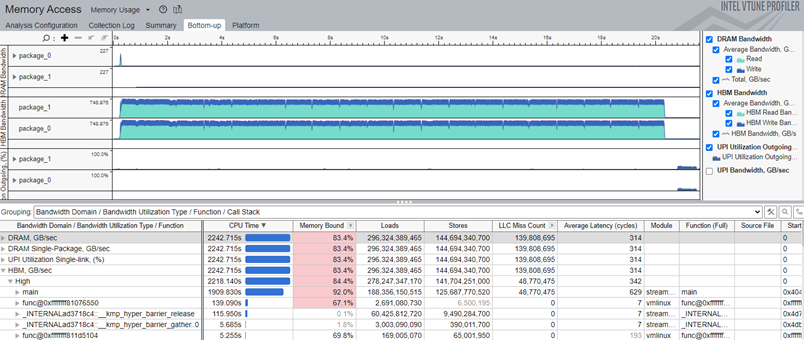 Memory Access Memory Usage INTEL VTUNE PROFILER
Analysis Configuration Collection Log Summary Bottom-up Platform
0s 2s 4s 6s 8s 10s 12s 14s 16s 18s 20s
DRAM Bandwidth
package_0 227
package_1 227
HBM Bandwidth
package_1 748.976
package_0 748.976
Outgoing, (%)
package_1 100.0%
package_0 100.0%
DRAM Bandwidth
Average Bandwidth, G...
Read
Write
Total, GB/sec
HBM Bandwidth
Average Bandwidth, G...
HBM Read Ban...
HBM Write Ban...
HBM Bandwidth, GB/s
UPI Utilization Outgoing...
UPI Utilization Outgoing...
UPI Bandwidth, GB/sec
Grouping: Bandwidth Domain / Bandwidth Utilization Type / Function / Call Stack
Bandwidth Domain / Bandwidth Utilization Type / Function CPU Time Memory Bound Loads Stores LLC Miss Count Average Latency (cycles) Module Function (Full) Source File Start
DRAM, GB/sec 2242.715s 83.4% 296,324,389,465 144,694,340,700 139,808,695 314 0
DRAM Single-Package, GB/sec 2242.715s 83.4% 296,324,389,465 144,694,340,700 139,808,695 314 0
UPI Utilization Single-link, (%) 2242.715s 83.4% 296,324,389,465 144,694,340,700 139,808,695 314 0
HBM, GB/sec 2242.715s 83.4% 296,324,389,465 144,694,340,700 139,808,695 314 0
High 2218.140s 84.4% 278,247,347,170 141,704,251,000 48,770,475 342 0
main 1909.830s 92.0% 188,356,150,515 125,587,320,000 48,770,475 629 stream... main 0x404
func@0xffffffff81076550 139.090s 67.1% 2,691,080,730 6,500,195 0 7 vmlinux func@0xffffffff... 0xffffff
_INTERNALad3718c4::__kmp_hyper_barrier_release 115.950s 0.1% 60,425,812,720 9,490,284,700 0 7 _INTERNAL... 0x4d7
_INTERNALad3718c4::__kmp_hyper_barrier_gather... 5.685s 1.8% 3,003,090,090 390,011,700 0 7 _INTERNAL...
func@0xffffffff811d5104 5.255s 69.8% 169,005,070 65,001,950 0 193 vmlinux func@0xffffffff... 0xffffff